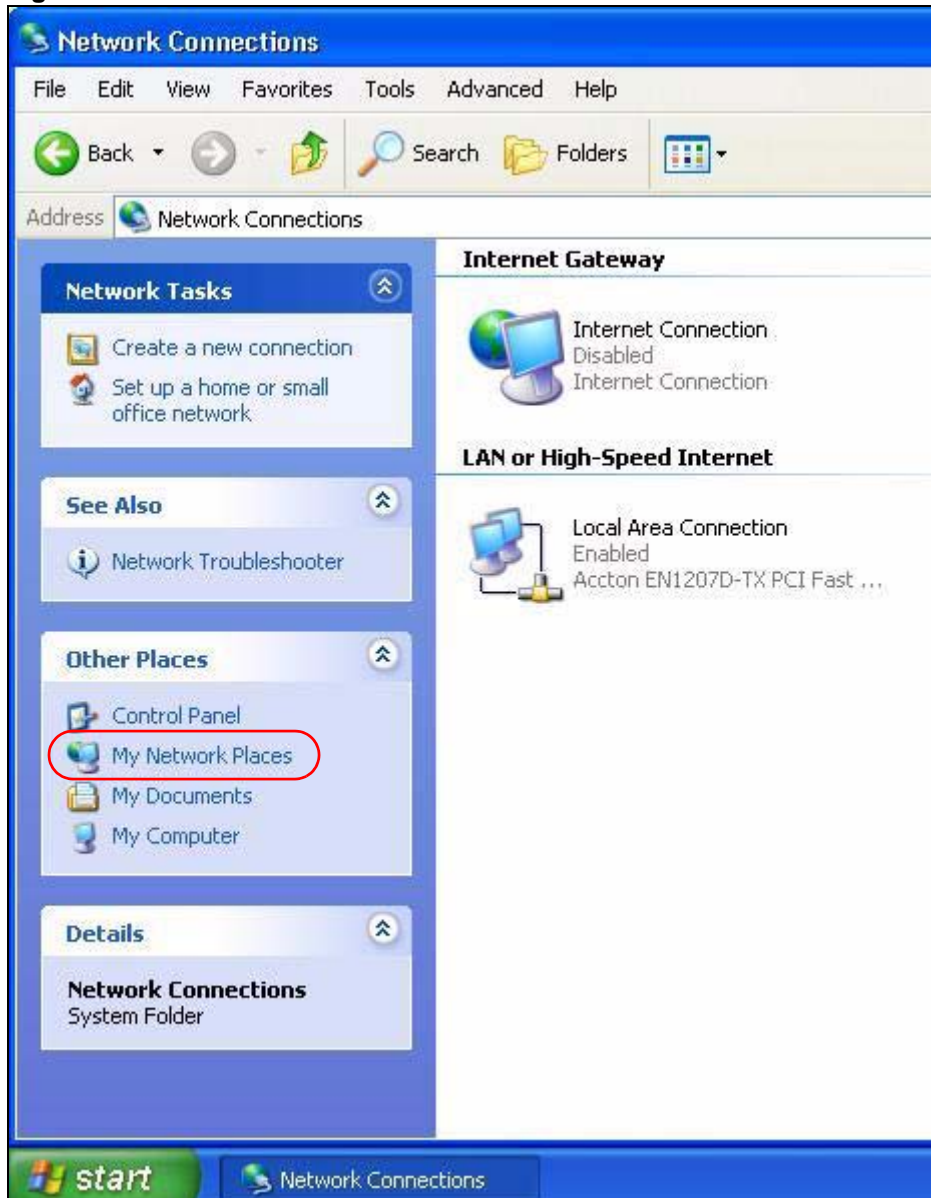 Network Connections
File Edit View Favorites Tools Advanced Help
Back Search Folders
Address Network Connections
Network Tasks
Create a new connection
Set up a home or small
office network
See Also
Network Troubleshooter
Other Places
Control Panel
My Network Places
My Documents
My Computer
Details
Network Connections
System Folder
Internet Gateway
Internet Connection
Disabled
Internet Connection
LAN or High-Speed Internet
Local Area Connection
Enabled
Accton EN1207D-TX PCI Fast ...
start Network Connections